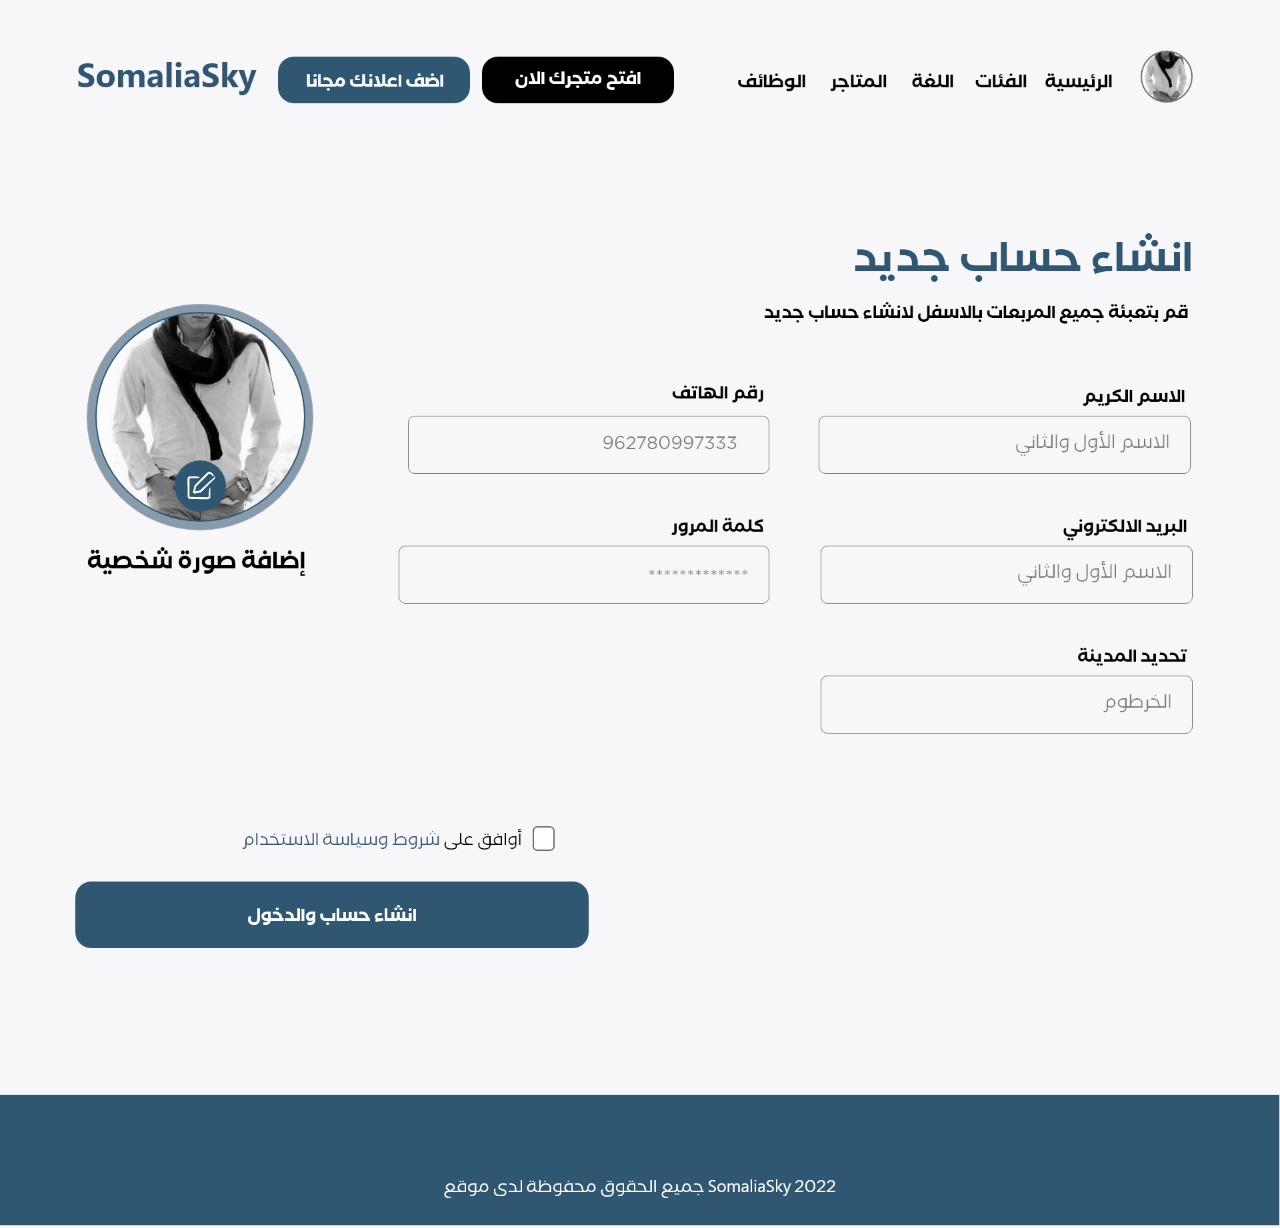 الرئيسية الفئات اللغة المتاجر الوظائف
افتح متجرك الان
اضف اعلانك مجانا
SomaliaSky
انشاء حساب جديد
قم بتعبئة جميع المربعات بالاسفل لانشاء حساب جديد
الاسم الكريم
الاسم الأول والثاني
رقم الهاتف
962780997333
البريد الالكتروني
الاسم الأول والثاني
كلمة المرور
*************
تحديد المدينة
الخرطوم
إضافة صورة شخصية
أوافق على شروط وسياسة الاستخدام
انشاء حساب والدخول
جميع الحقوق محفوظة لدى موقع SomaliaSky 2022